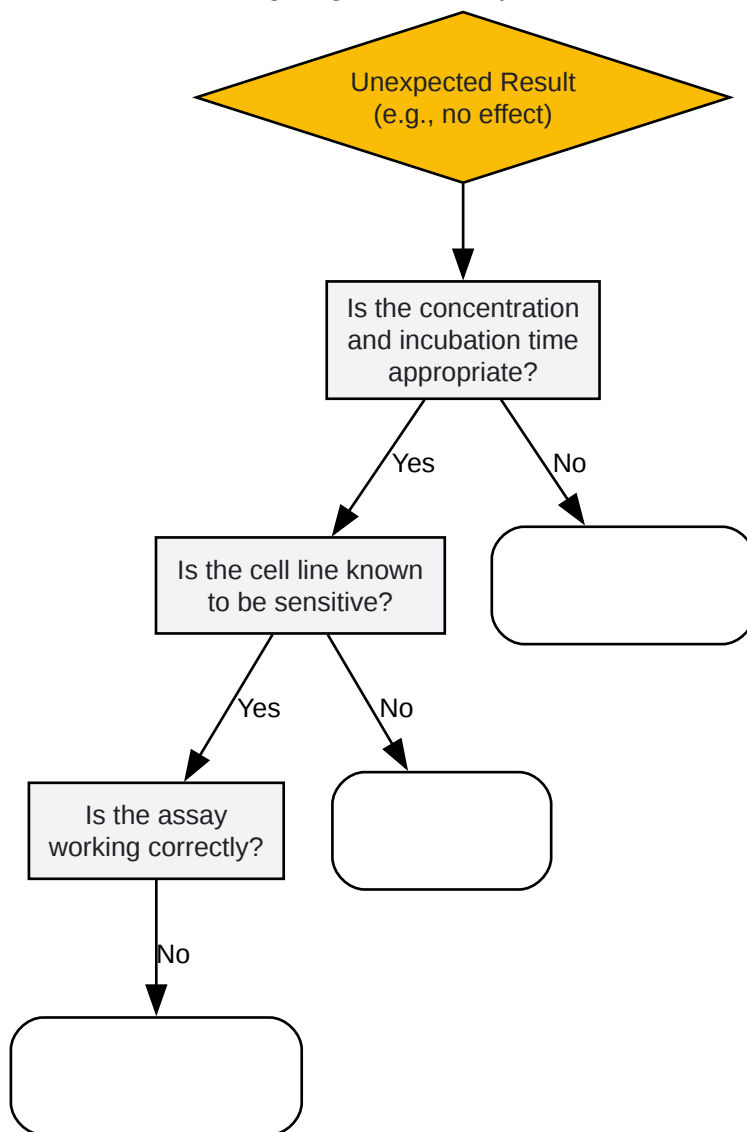 Unexpected Result
(e.g., no effect)
Is the concentration
and incubation time
appropriate?
Yes
No
Is the cell line known
to be sensitive?
Yes
No
Is the assay
working correctly?
No